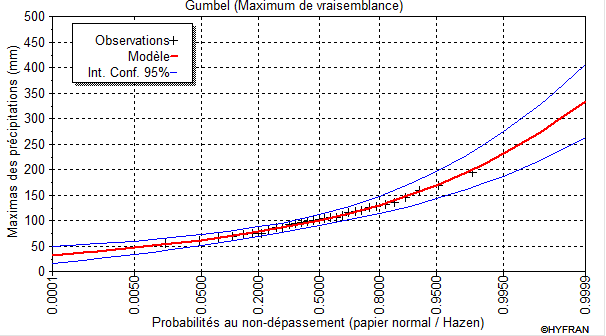 Gumbel (Maximum de vraisemblance)
500
450
400
350
300
250
200
150
100
50
0
Maximas des précipitations (mm)
Observations
Modèle
Int. Conf. 95%
0.0001
0.0050
0.0500
0.2000
0.5000
0.8000
0.9500
0.9950
0.9999
Probabilités au non-dépassement (papier normal / Hazen)
©HYFRAN